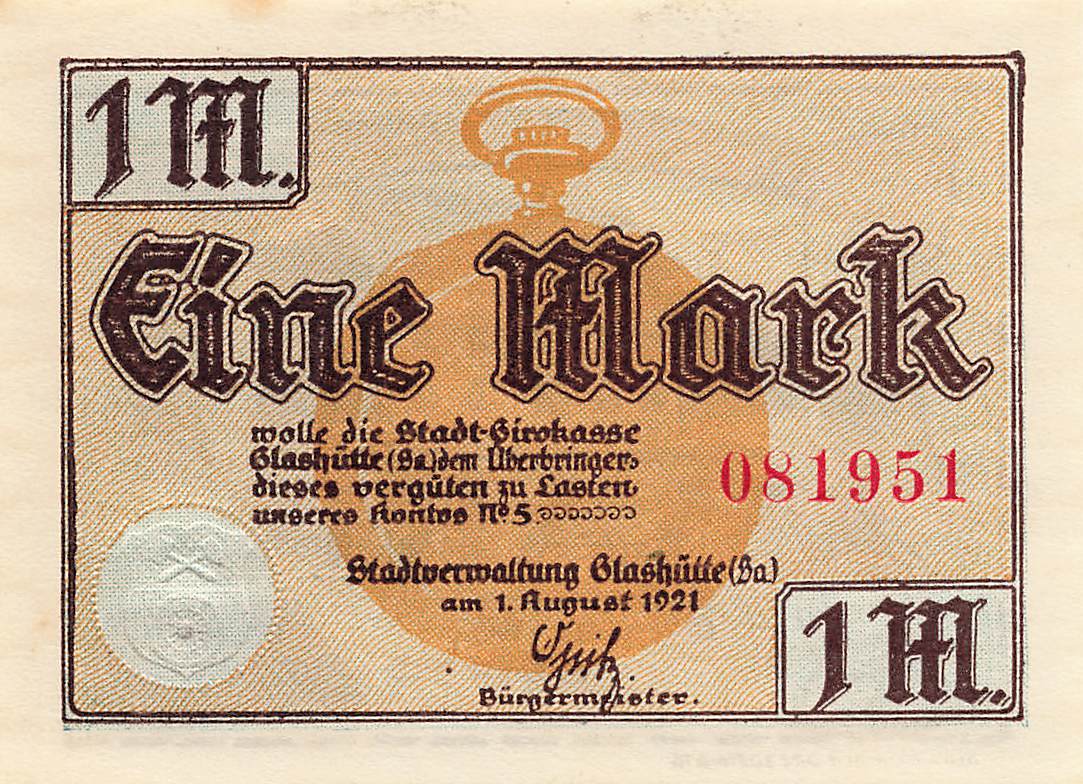 1 M.
Eine Mark
wolle die Stadt-Girokasse
Glashütte (Sa.) dem Überbringer
dieses vergüten zu Lasten
unseres Kontos No 5.
081951
Stadtverwaltung Glashütte (Sa.)
am 1. August 1921
Bürgermeister.
1 M.